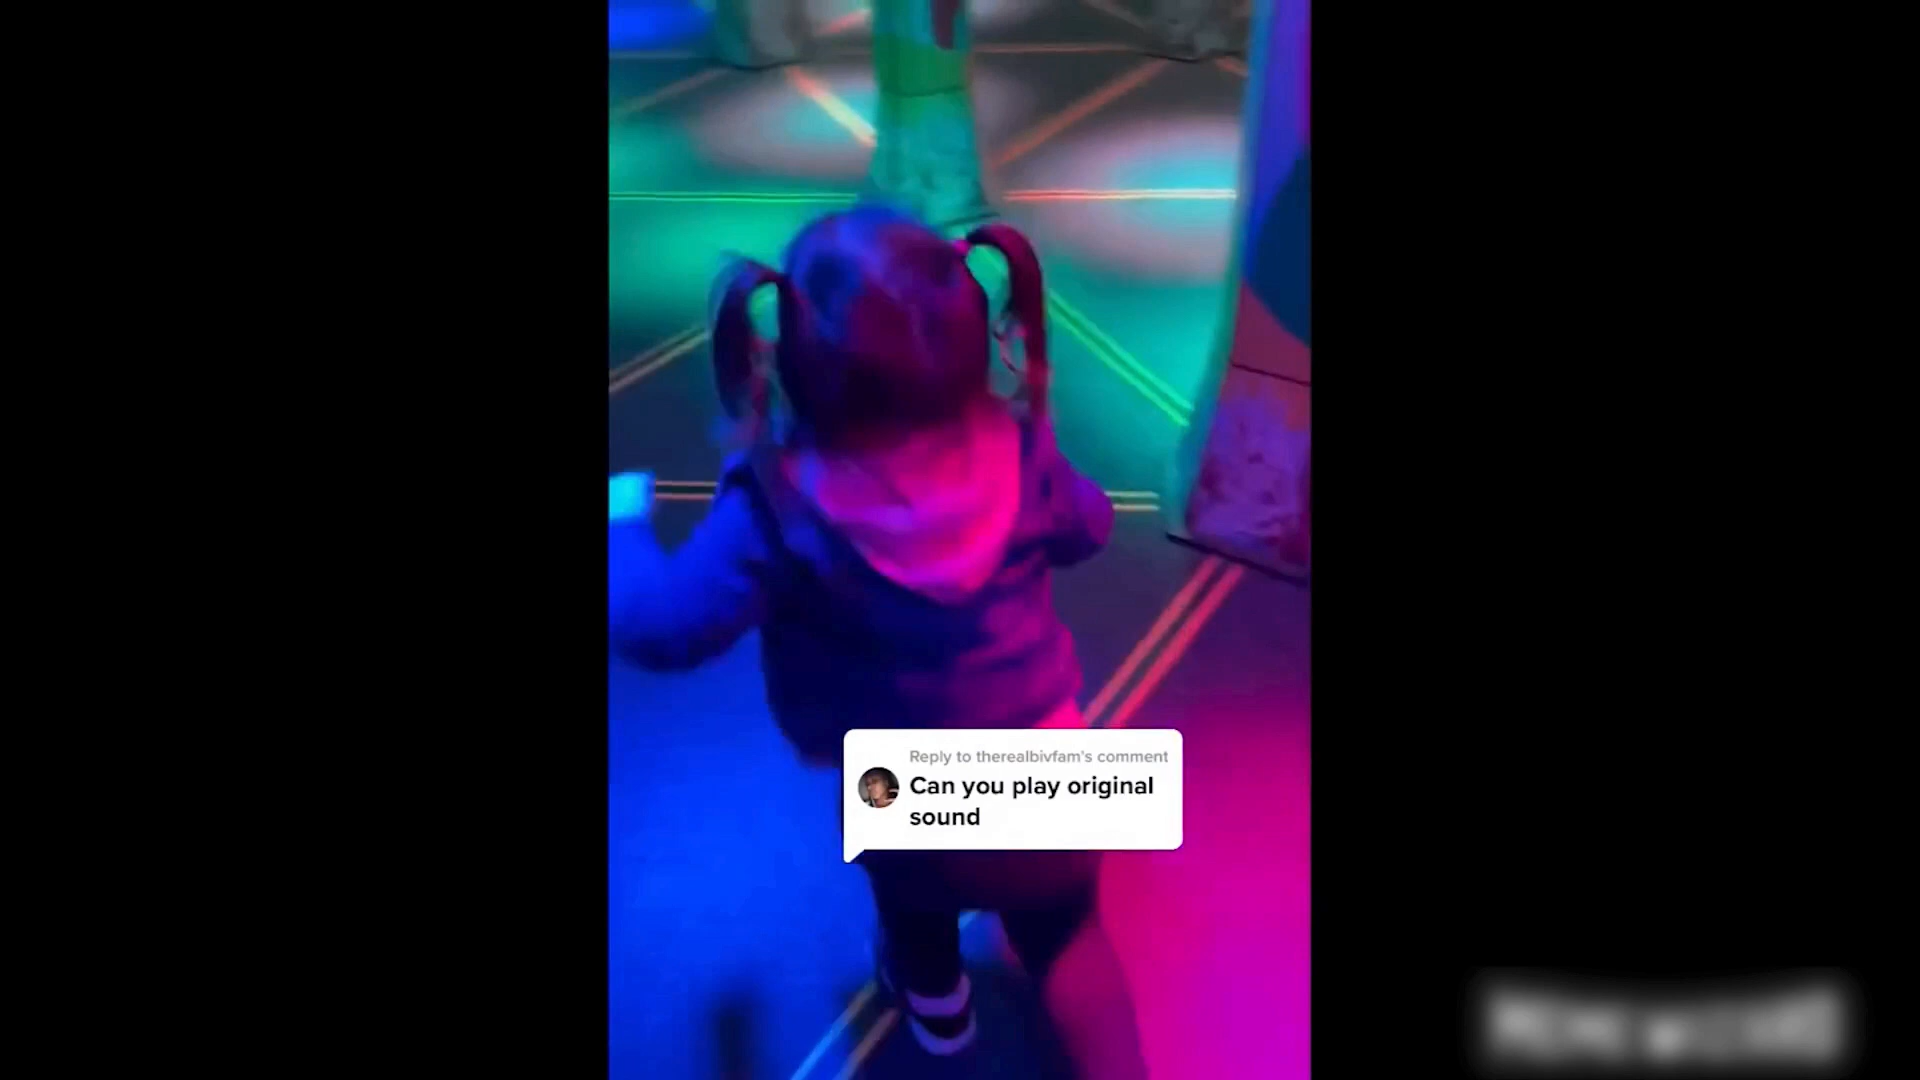 Reply to therealbivfam's comment
Can you play original
sound